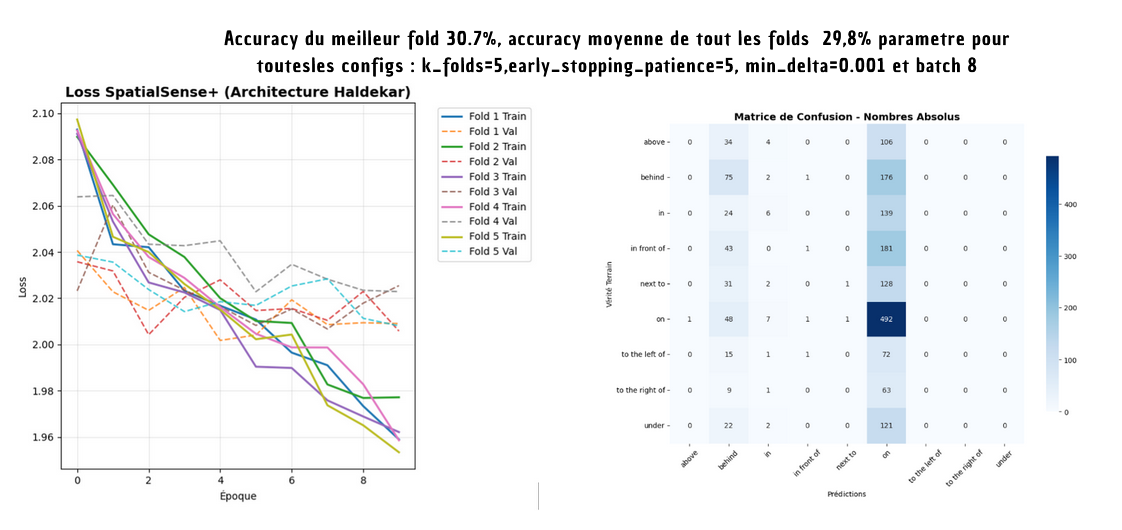 Accuracy du meilleur fold 30.7%, accuracy moyenne de tout les folds 29,8% parametre pour
toutesles configs : k_folds=5,early_stopping_patience=5, min_delta=0.001 et batch 8
Loss SpatialSense+ (Architecture Haldekar)
2.10
2.08
2.06
2.04
2.02
2.00
1.98
1.96
Loss
0 2 4 6 8
Époque
Fold 1 Train
Fold 1 Val
Fold 2 Train
Fold 2 Val
Fold 3 Train
Fold 3 Val
Fold 4 Train
Fold 4 Val
Fold 5 Train
Fold 5 Val
Matrice de Confusion - Nombres Absolus
Vérité Terrain
above 0 34 4 0 0 106 0 0 0
behind 0 75 2 1 0 176 0 0 0
in 0 24 6 0 0 139 0 0 0
in front of 0 43 0 1 0 181 0 0 0
next to 0 31 2 0 1 128 0 0 0
on 1 48 7 1 1 492 0 0 0
to the left of 0 15 1 1 0 72 0 0 0
to the right of 0 9 1 0 0 63 0 0 0
under 0 22 2 0 0 121 0 0 0
above behind in in front of next to on to the left of to the right of under
Prédictions
400
300
200
100
0